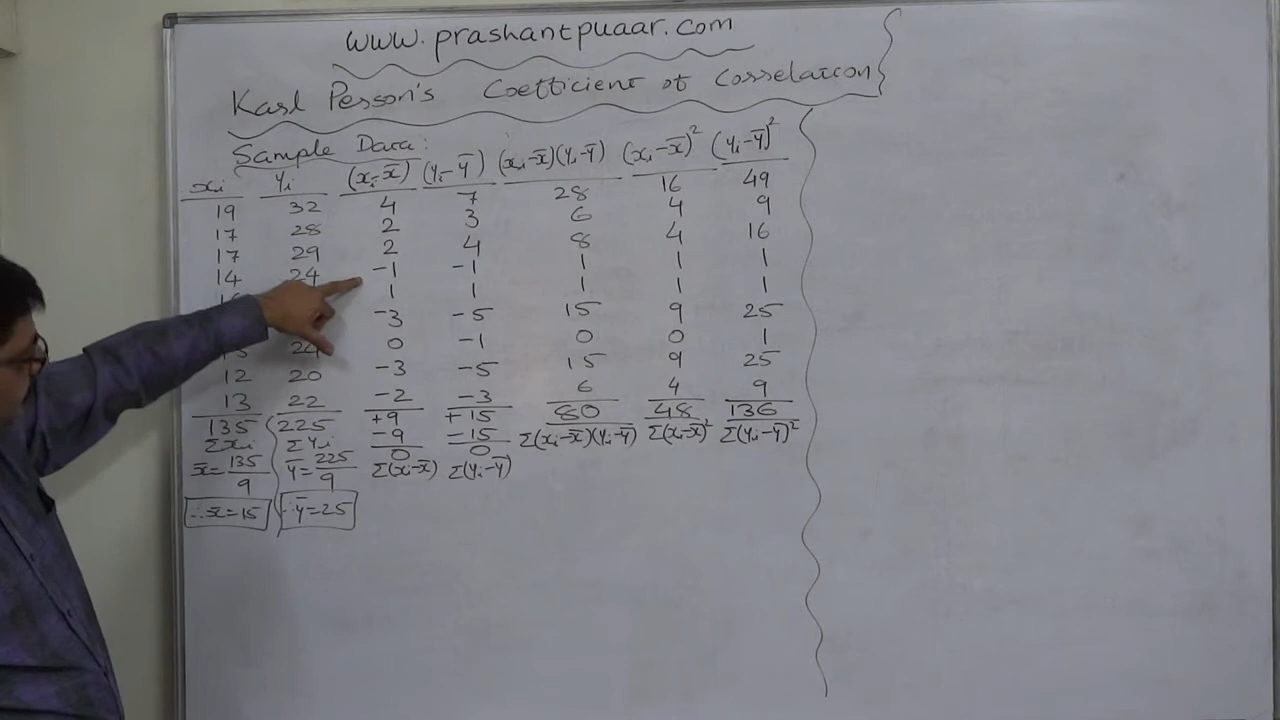 www.prashantpuaar.com
Karl Person's Coefficient of Correlation
Sample Data:
xi yi (xi-x̄) (yi-ȳ) (xi-x̄)(yi-ȳ) (xi-x̄)² (yi-ȳ)²
19 32 4 7 28 16 49
17 28 2 3 6 4 9
17 29 2 4 8 4 16
14 24 -1 -1 1 1 1
1 1 1 1 1
-3 -5 15 9 25
24 0 -1 0 0 1
12 20 -3 -5 15 9 25
13 22 -2 -3 6 4 9
135 225 +9 +15 80 48 136
Σxi Σyi -9 -15 Σ(xi-x̄)(yi-ȳ) Σ(xi-x̄)² Σ(yi-ȳ)²
0 0
x̄=135/9 ȳ=225/9 Σ(xi-x̄) Σ(yi-ȳ)
∴x̄=15 ∴ȳ=25